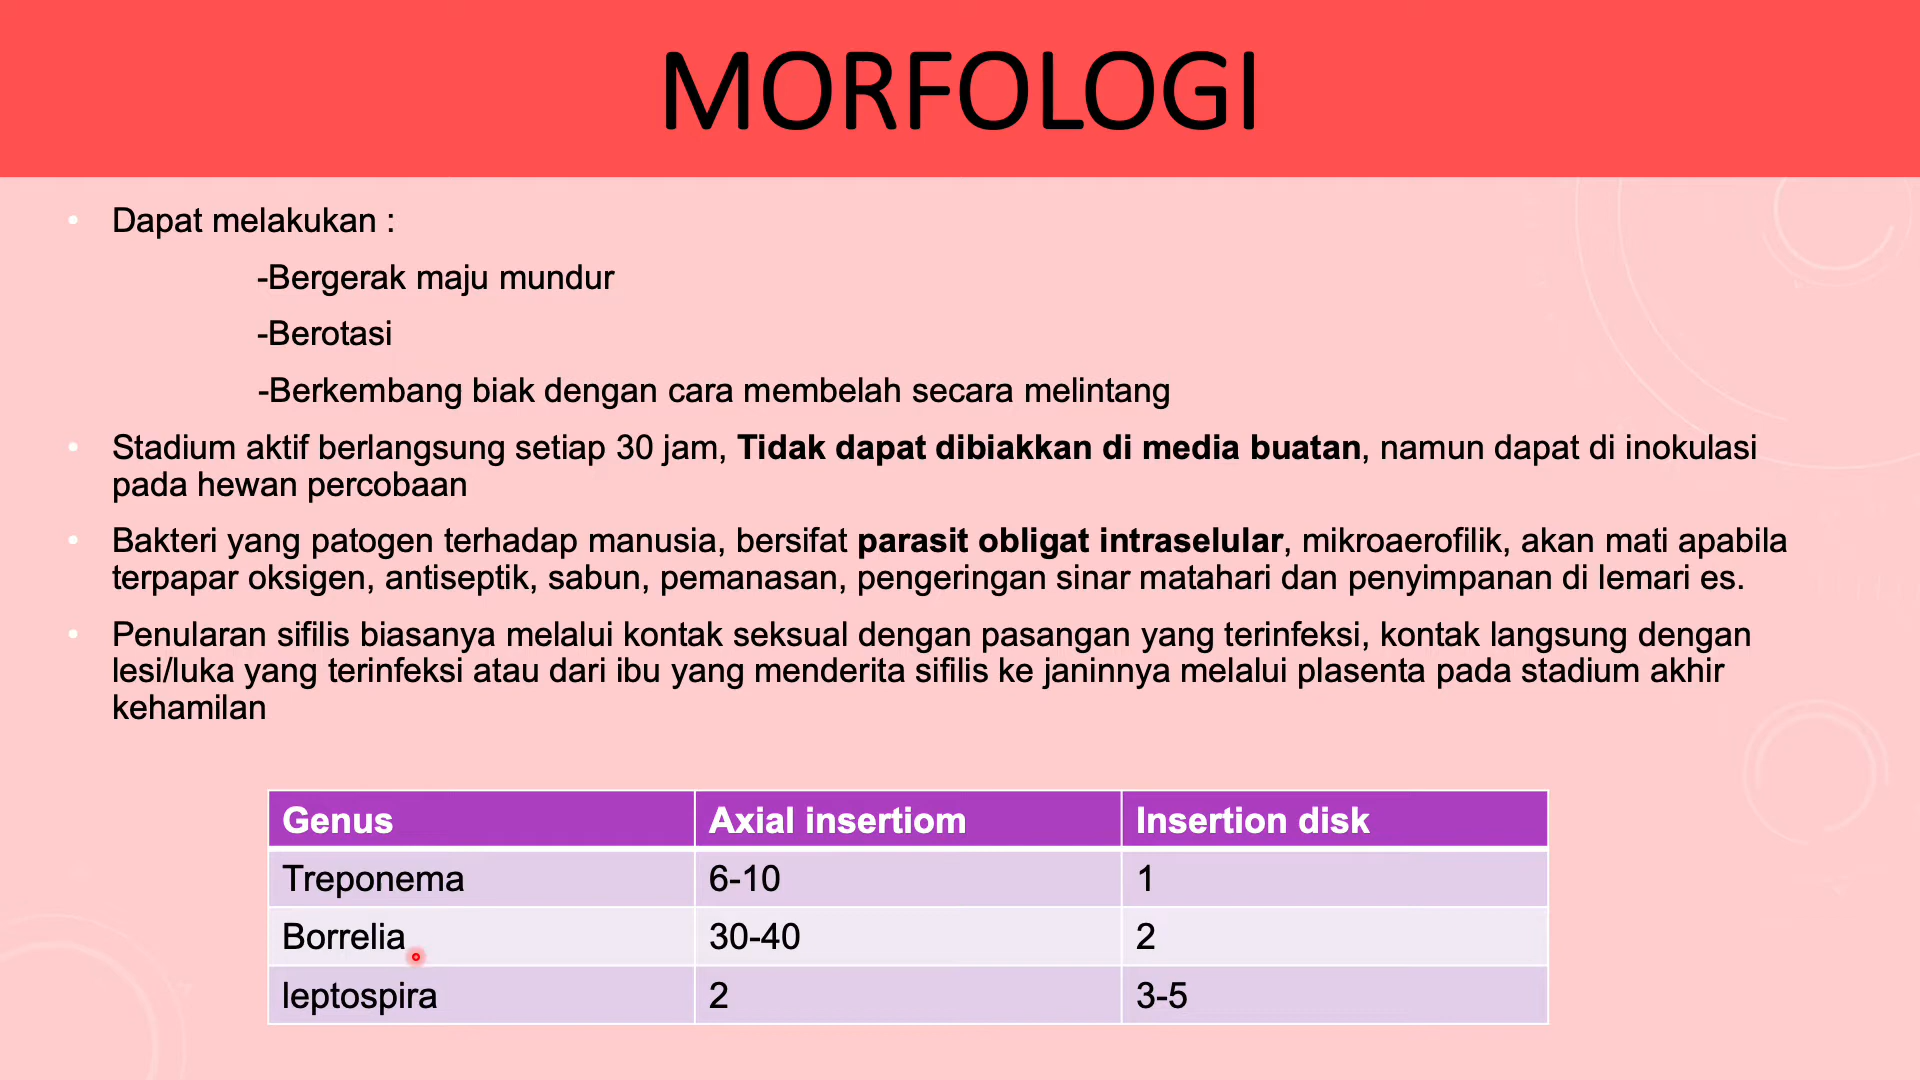 MORFOLOGI
• Dapat melakukan :
-Bergerak maju mundur
-Berotasi
-Berkembang biak dengan cara membelah secara melintang
• Stadium aktif berlangsung setiap 30 jam, Tidak dapat dibiakkan di media buatan, namun dapat di inokulasi
pada hewan percobaan
• Bakteri yang patogen terhadap manusia, bersifat parasit obligat intraselular, mikroaerofilik, akan mati apabila
terpapar oksigen, antiseptik, sabun, pemanasan, pengeringan sinar matahari dan penyimpanan di lemari es.
• Penularan sifilis biasanya melalui kontak seksual dengan pasangan yang terinfeksi, kontak langsung dengan
lesi/luka yang terinfeksi atau dari ibu yang menderita sifilis ke janinnya melalui plasenta pada stadium akhir
kehamilan
Genus Axial insertiom Insertion disk
Treponema 6-10 1
Borrelia 30-40 2
leptospira 2 3-5